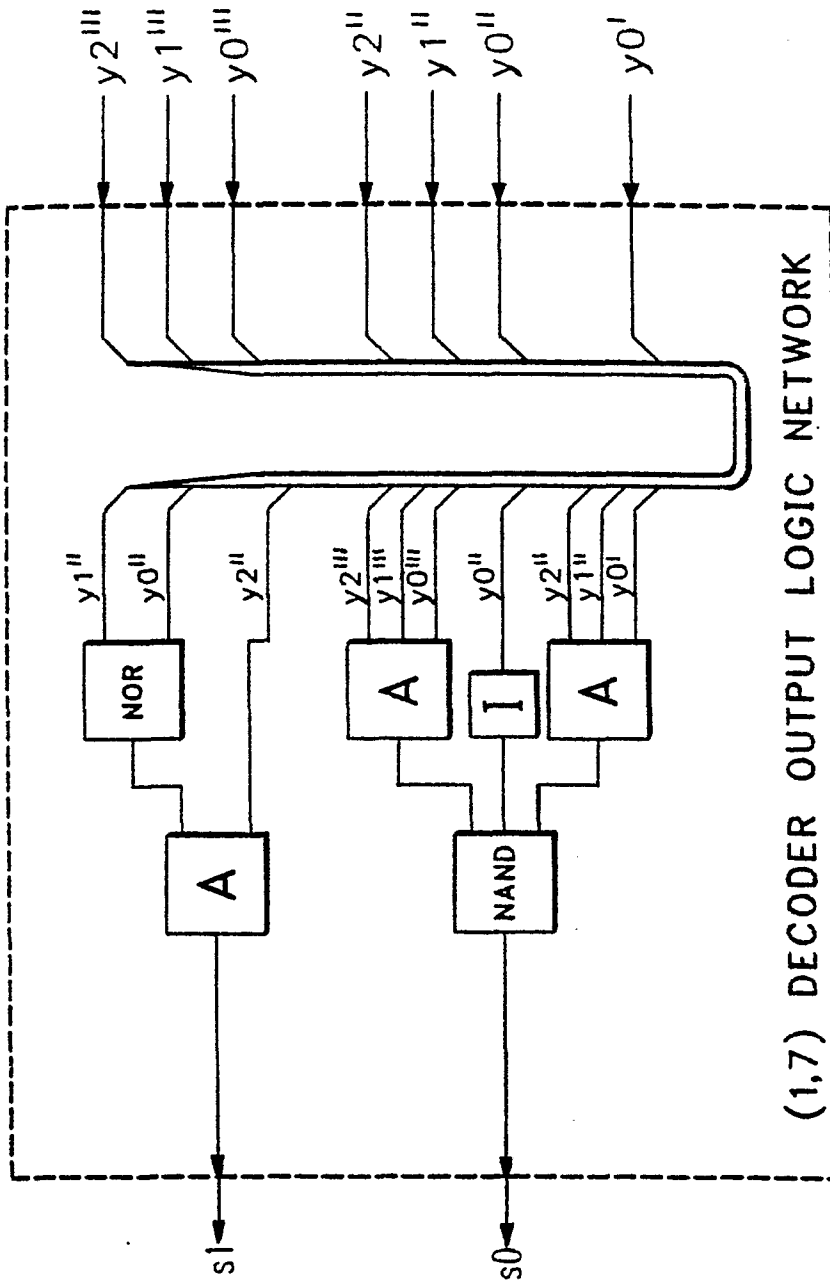 y2'''
y1'''
y0'''
y2''
y1''
y0''
y0'
y1''
y0''
y2''
y2'''
y1'''
y0'''
y0''
y2''
y1''
y0'
NOR
A
I
A
A
NAND
s1
s0
(1,7) DECODER OUTPUT LOGIC NETWORK